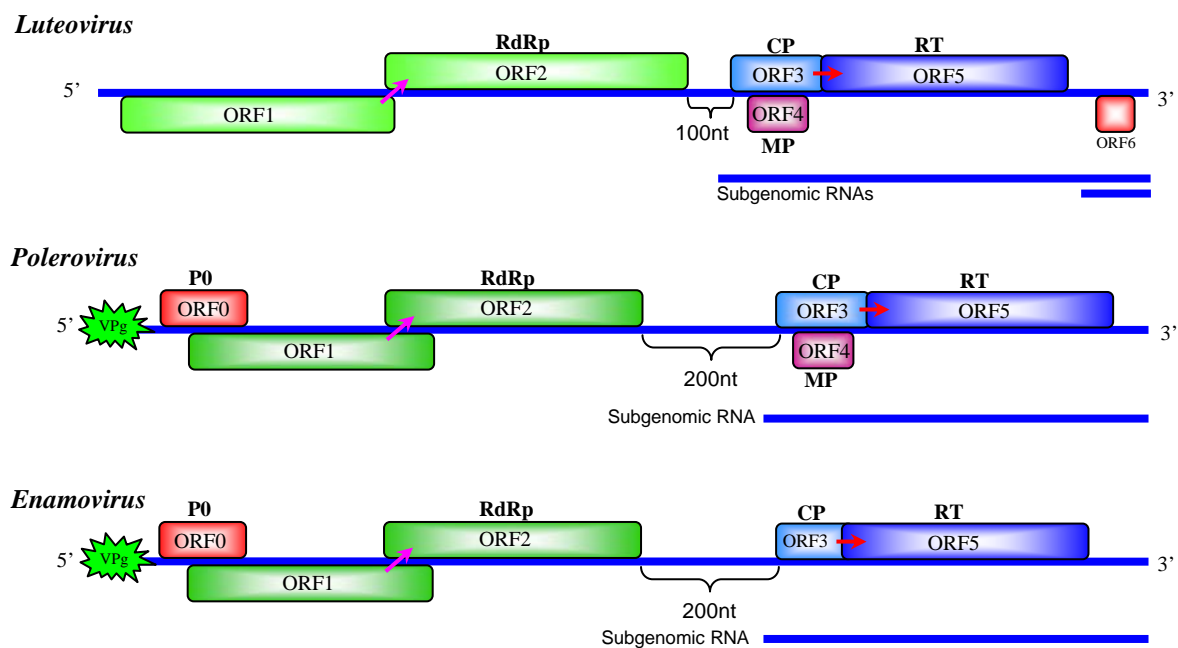 Luteovirus
RdRp CP RT
ORF2 ORF3 ORF5
5’ 3’
ORF1 ORF4 ORF6
100nt MP
Subgenomic RNAs
Polerovirus
P0 RdRp CP RT
ORF0 ORF2 ORF3 ORF5
VPg 5’ 3’
ORF1 ORF4
200nt MP
Subgenomic RNA
Enamovirus
P0 RdRp CP RT
ORF0 ORF2 ORF3 ORF5
5’ VPg 3’
ORF1
200nt
Subgenomic RNA